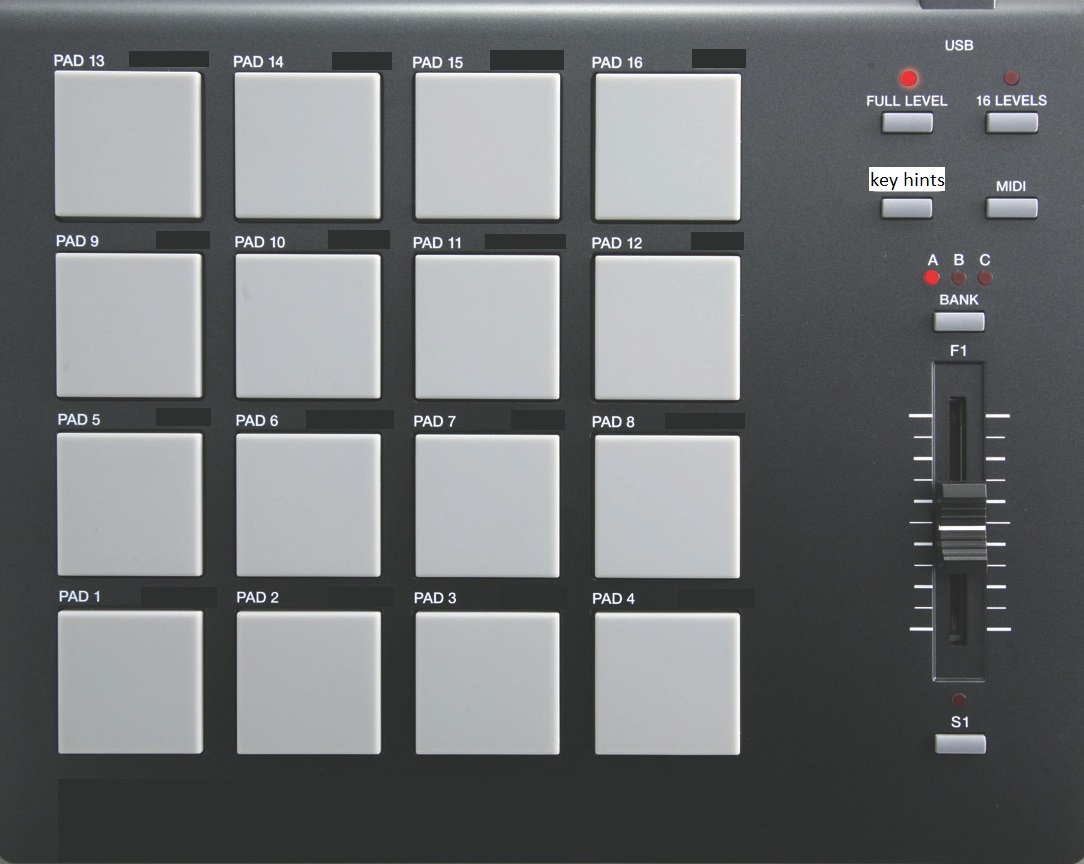 USB
PAD 13
PAD 14
PAD 15
PAD 16
FULL LEVEL
16 LEVELS
key hints
MIDI
PAD 9
PAD 10
PAD 11
PAD 12
A B C
BANK
F1
PAD 5
PAD 6
PAD 7
PAD 8
PAD 1
PAD 2
PAD 3
PAD 4
S1